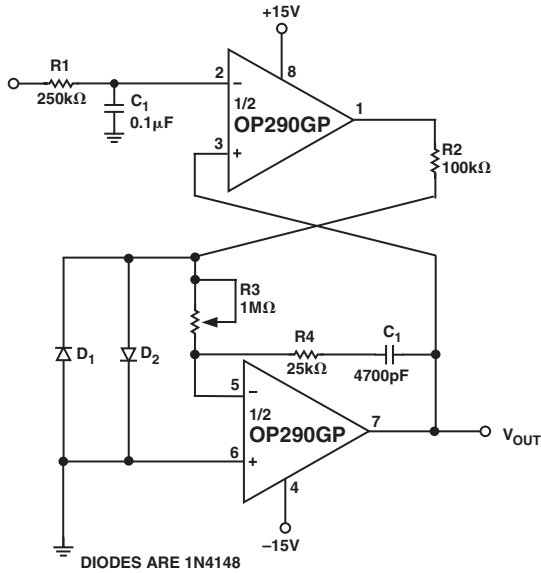 +15V
R1
250kΩ
C1
0.1µF
2
–
8
1/2
OP290GP
1
3
+
R2
100kΩ
R3
1MΩ
D1
D2
R4
25kΩ
C1
4700pF
5
–
1/2
OP290GP
7
6
+
4
VOUT
–15V
DIODES ARE 1N4148